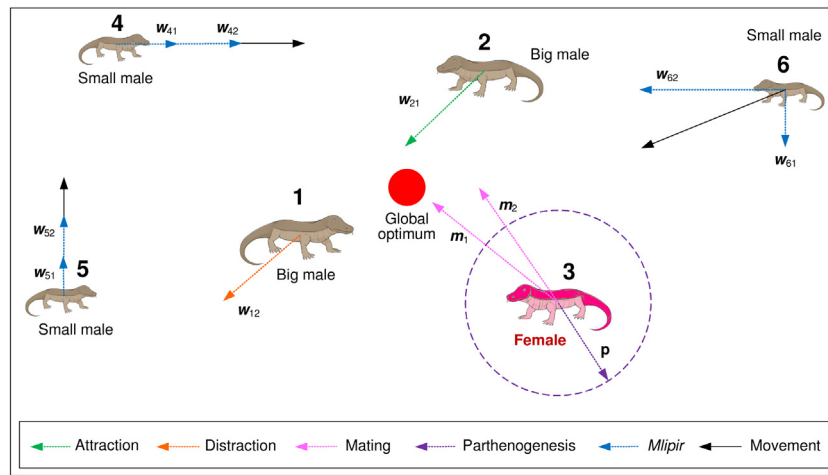 4
w41
w42
Small male
2
Big male
w21
Small male
6
w62
w61
1
Global
optimum
Big male
w12
w52
w51
5
Small male
m2
m1
3
Female
p
Attraction
Distraction
Mating
Parthenogenesis
Mlipir
Movement